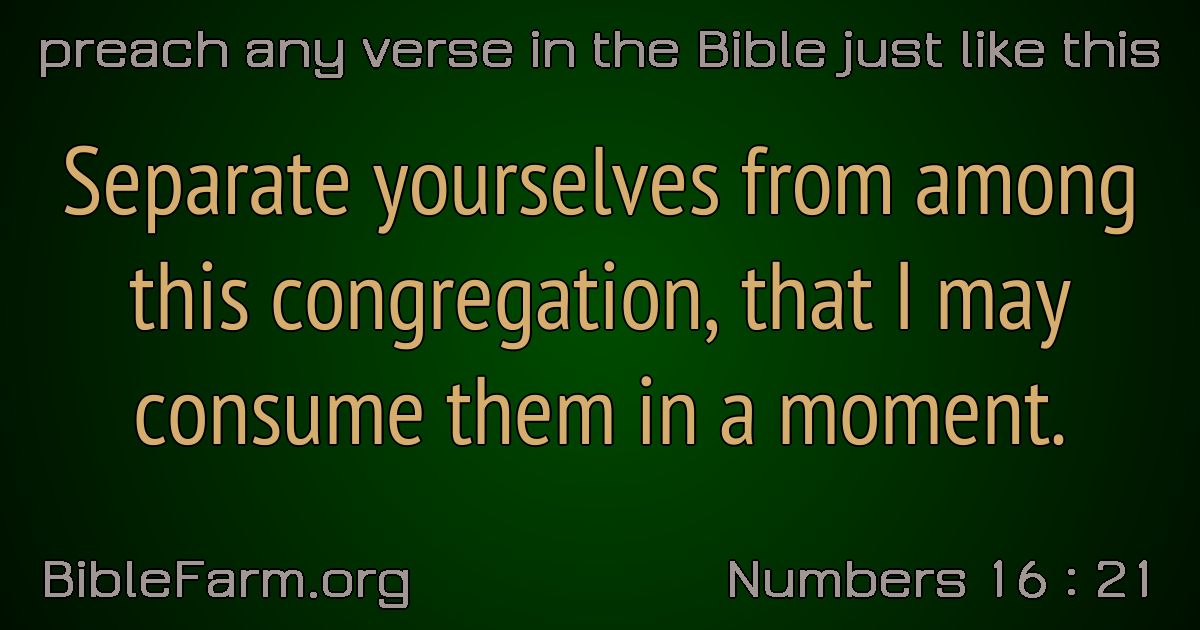 preach any verse in the Bible just like this
Separate yourselves from among
this congregation, that I may
consume them in a moment.
BibleFarm.org
Numbers 16 : 21